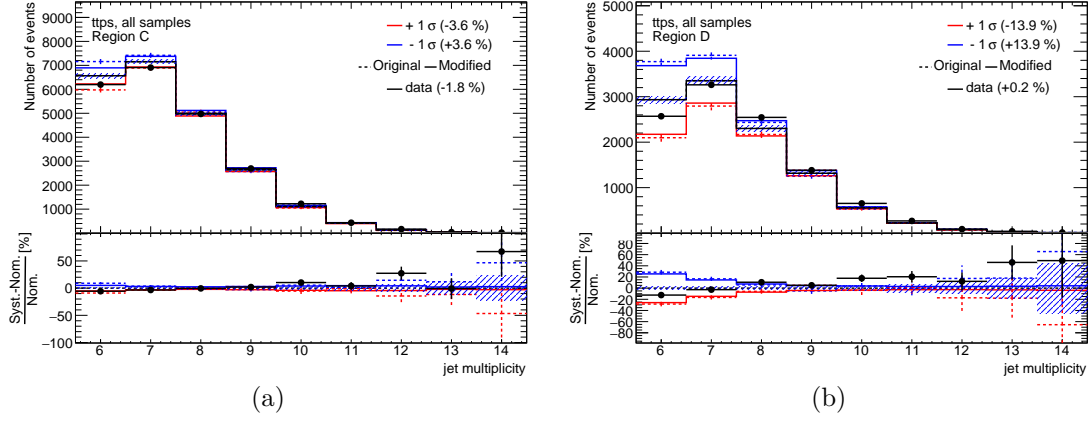 ttps, all samples
Region C
+ 1 σ (-3.6 %)
- 1 σ (+3.6 %)
Original Modified
data (-1.8 %)
Number of events
9000
8000
7000
6000
5000
4000
3000
2000
1000
Syst.-Nom.
Nom.
[%]
50
0
−50
−100
6 7 8 9 10 11 12 13 14
jet multiplicity
(a)
ttps, all samples
Region D
+ 1 σ (-13.9 %)
- 1 σ (+13.9 %)
Original Modified
data (+0.2 %)
Number of events
5000
4000
3000
2000
1000
Syst.-Nom.
Nom.
[%]
80
60
40
20
0
−20
−40
−60
−80
6 7 8 9 10 11 12 13 14
jet multiplicity
(b)